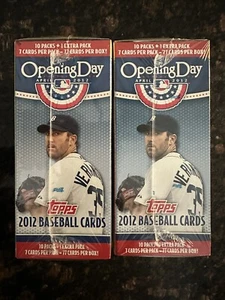 10 PACKS + 1 EXTRA PACK
7 CARDS PER PACK • 77 CARDS PER BOX!
Opening Day
APRIL 2012
VERL
35
Topps
2012 BASEBALL CARDS
10 PACKS + 1 EXTRA PACK
7 CARDS PER PACK • 77 CARDS PER BOX!
10 PACKS + 1 EXTRA PACK
7 CARDS PER PACK • 77 CARDS PER BOX!
Opening Day
APRIL 2012
VERL
35
Topps
2012 BASEBALL CARDS
10 PACKS + 1 EXTRA PACK
7 CARDS PER PACK • 77 CARDS PER BOX!